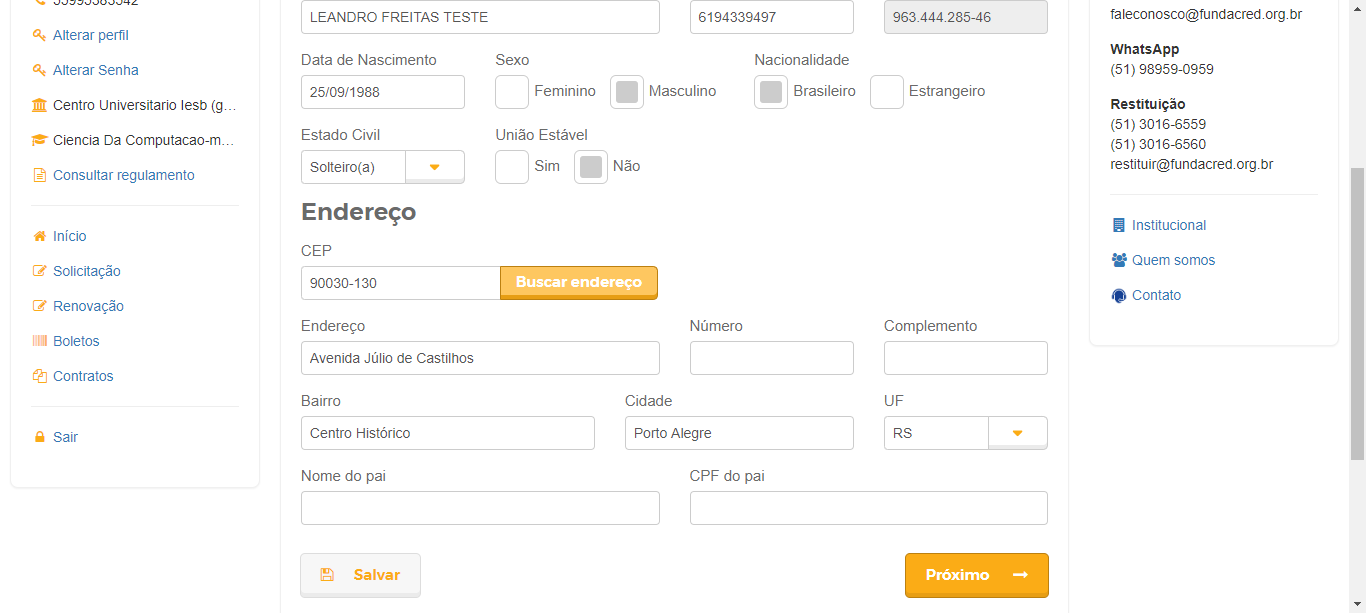 Alterar perfil
Alterar Senha
Centro Universitario Iesb (g...
Ciencia Da Computacao-m...
Consultar regulamento
Início
Solicitação
Renovação
Boletos
Contratos
Sair
LEANDRO FREITAS TESTE
6194339497
963.444.285-46
Data de Nascimento
Sexo
Nacionalidade
25/09/1988
Feminino
Masculino
Brasileiro
Estrangeiro
Estado Civil
União Estável
Solteiro(a)
Sim
Não
Endereço
CEP
90030-130
Buscar endereço
Endereço
Número
Complemento
Avenida Júlio de Castilhos
Bairro
Cidade
UF
Centro Histórico
Porto Alegre
RS
Nome do pai
CPF do pai
Salvar
Próximo
faleconosco@fundacred.org.br
WhatsApp
(51) 98959-0959
Restituição
(51) 3016-6559
(51) 3016-6560
restituir@fundacred.org.br
Institucional
Quem somos
Contato